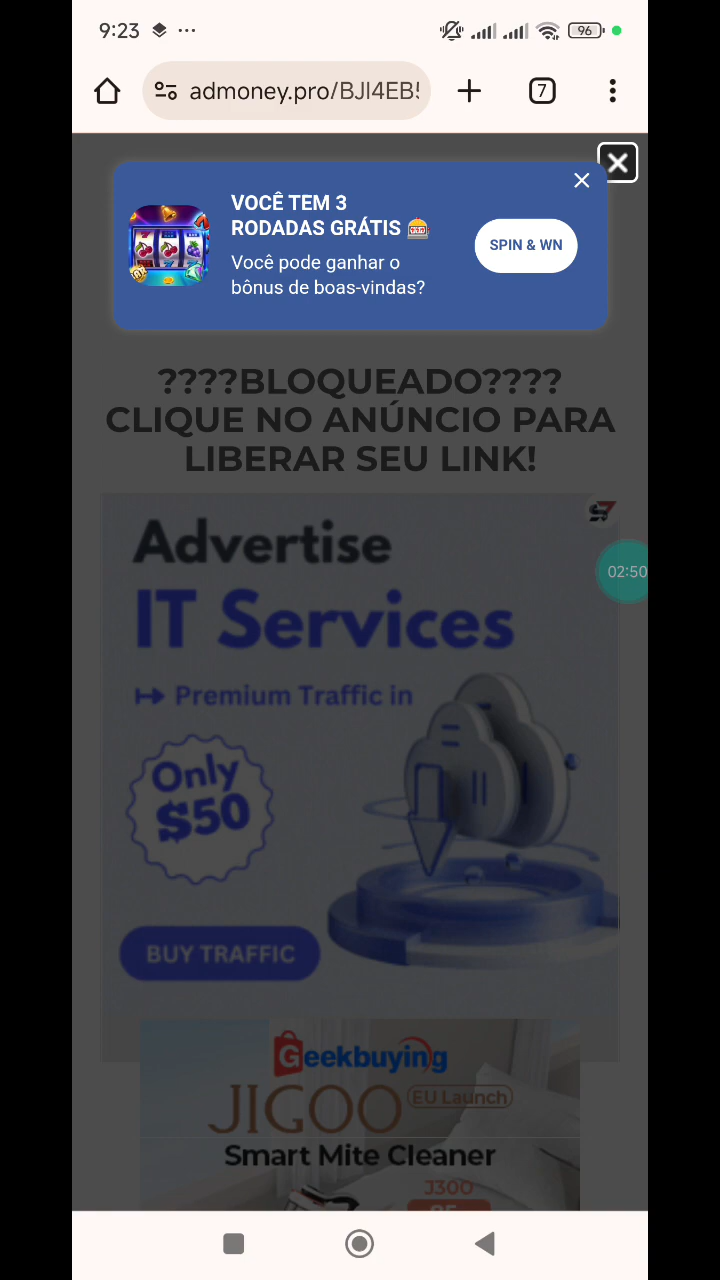 9:23
96
admoney.pro/BJI4EB5
7
VOCÊ TEM 3
RODADAS GRÁTIS
Você pode ganhar o
bônus de boas-vindas?
SPIN & WN
????BLOQUEADO????
CLIQUE NO ANÚNCIO PARA
LIBERAR SEU LINK!
Advertise
IT Services
Premium Traffic in
02:50
Only
$50
BUY TRAFFIC
Geekbuying
JIGOO
EU Launch
Smart Mite Cleaner
J300